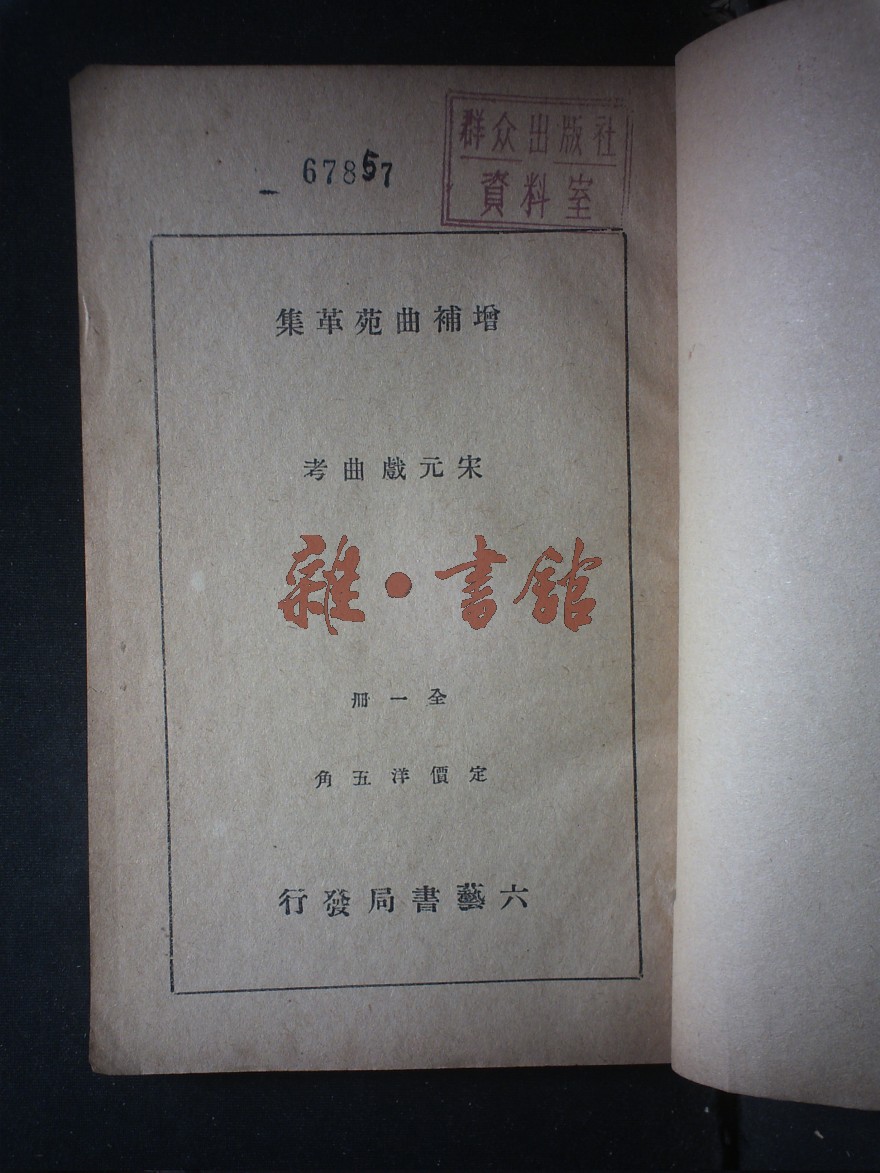 67857
群众出版社
資料室
增補曲苑革集
宋元戲曲考
雜·書館
全一冊
定價洋五角
六藝書局發行